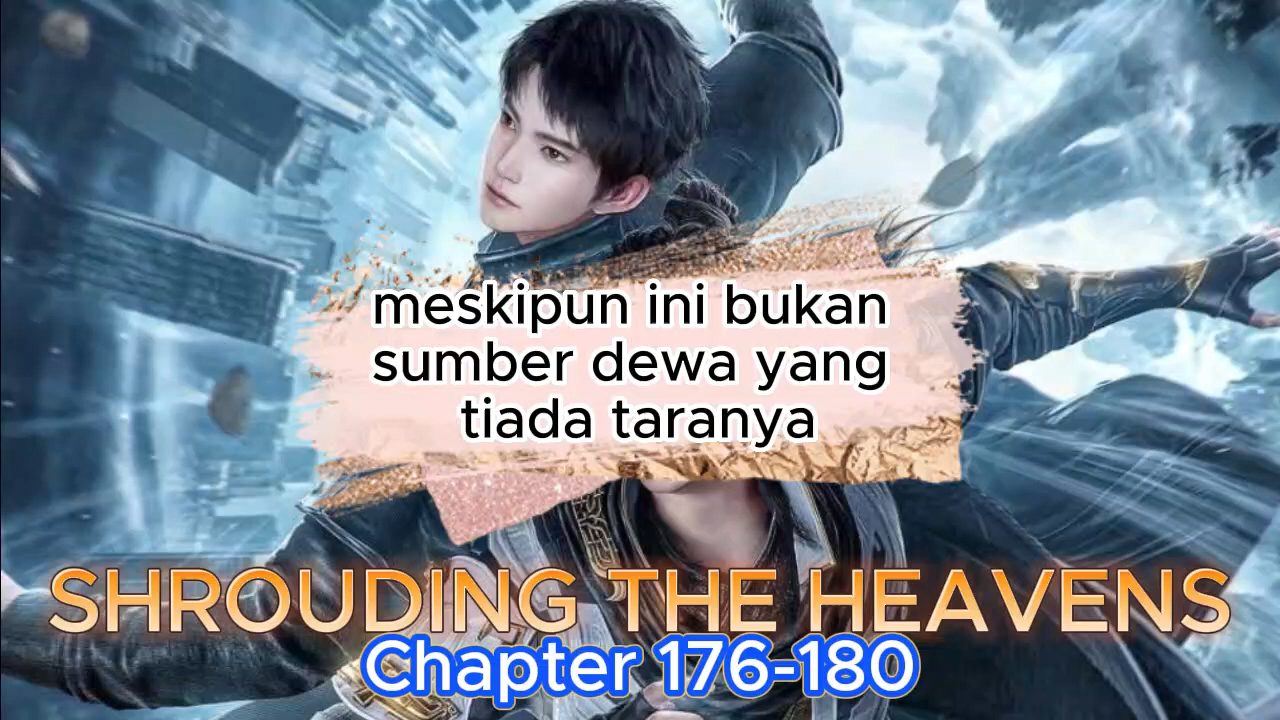 meskipun ini bukan
sumber dewa yang
tiada taranya
SHROUDING THE HEAVENS
Chapter 176-180